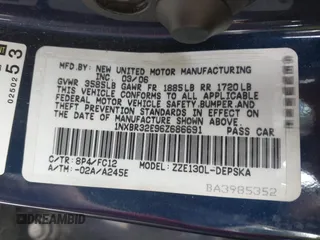 MFD. BY: NEW UNITED MOTOR MANUFACTURING
INC. 03/06
GVWR 3585LB GAWR FR 1885LB RR 1720LB
THIS VEHICLE CONFORMS TO ALL APPLICABLE
FEDERAL MOTOR VEHICLE SAFETY,BUMPER,AND
THEFT PREVENTION STANDARDS IN EFFECT ON
THE DATE OF MANUFACTURE SHOWN ABOVE.
1NXBR32E96Z686691
C/TR: 8P4/FC12 MODEL: ZZE130L-DEPSKA
A/TM: -02A/A245E
BA3985352
02502
53
DREAMBID